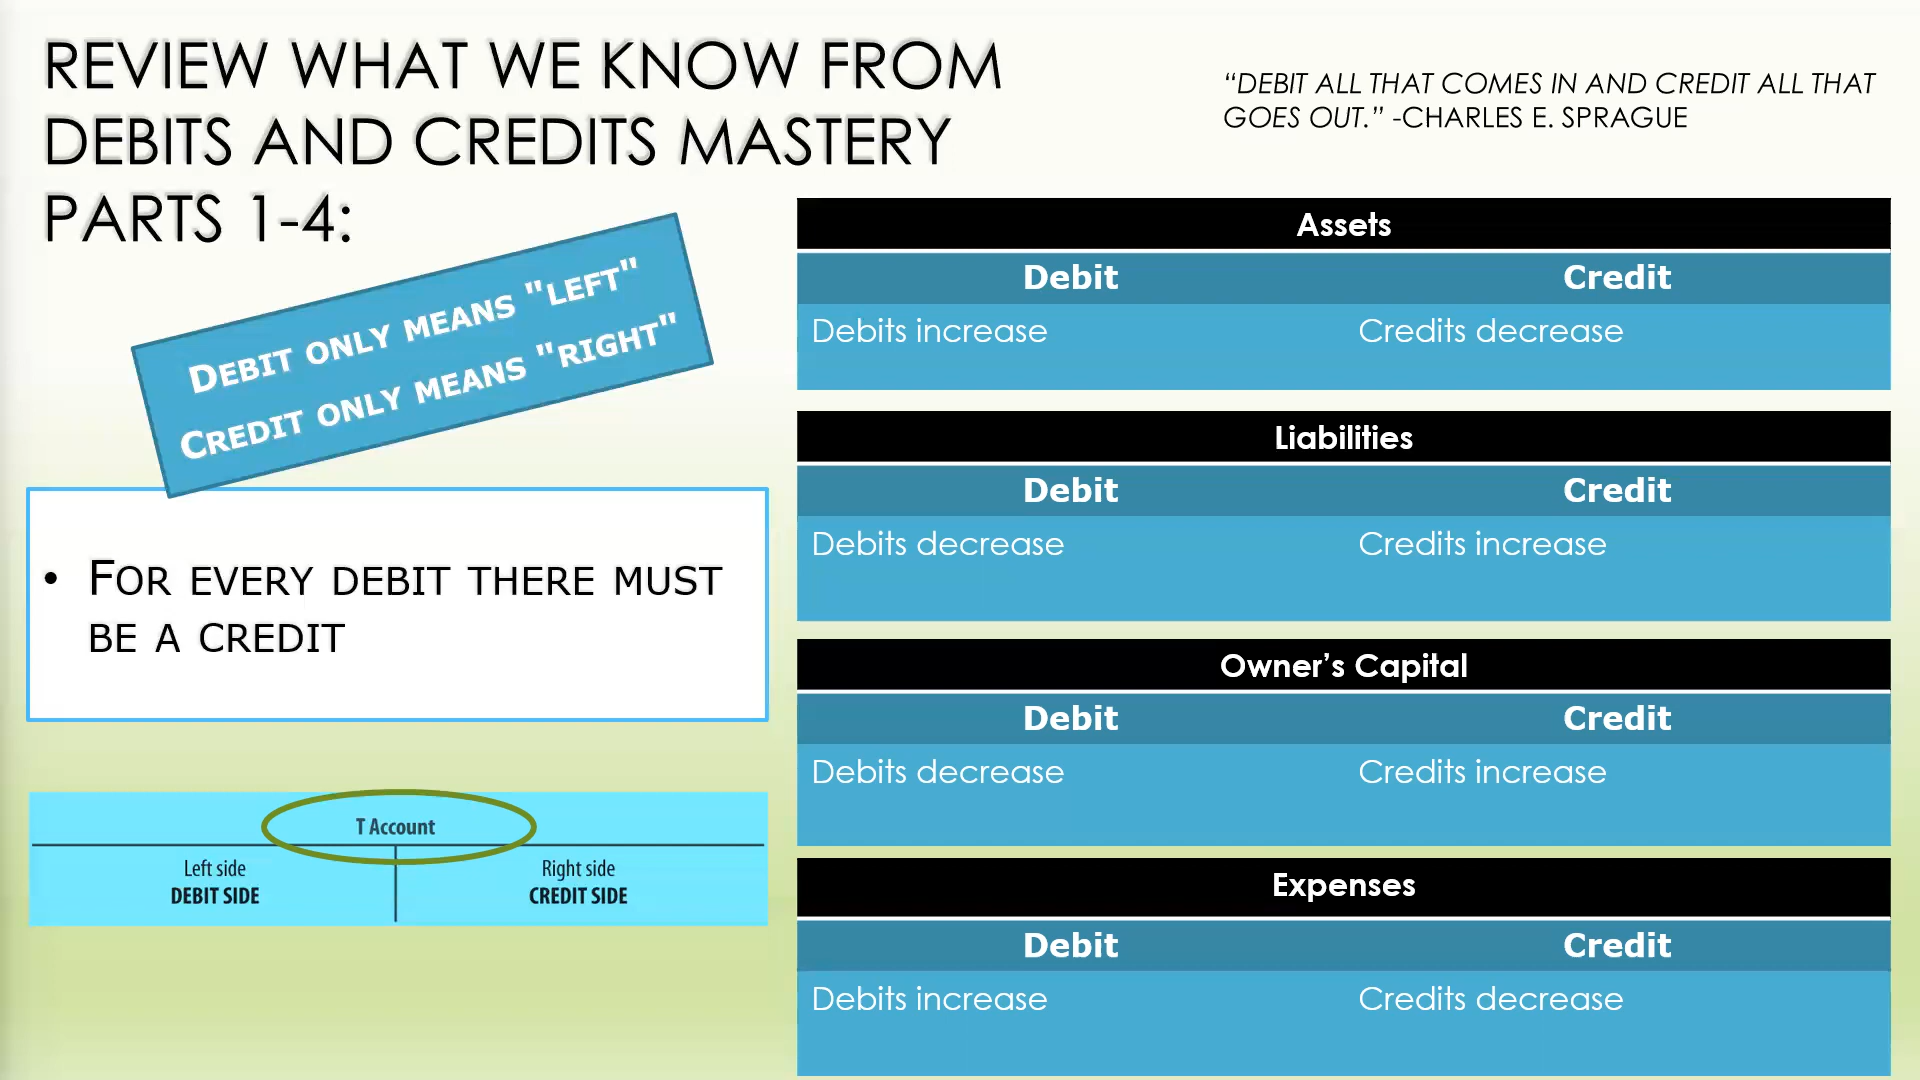 REVIEW WHAT WE KNOW FROM
DEBITS AND CREDITS MASTERY
PARTS 1-4:
“DEBIT ALL THAT COMES IN AND CREDIT ALL THAT
GOES OUT.” -CHARLES E. SPRAGUE
DEBIT ONLY MEANS "LEFT"
CREDIT ONLY MEANS "RIGHT"
• FOR EVERY DEBIT THERE MUST
BE A CREDIT
T Account
Left side Right side
DEBIT SIDE CREDIT SIDE
Assets
Debit Credit
Debits increase Credits decrease
Liabilities
Debit Credit
Debits decrease Credits increase
Owner’s Capital
Debit Credit
Debits decrease Credits increase
Expenses
Debit Credit
Debits increase Credits decrease